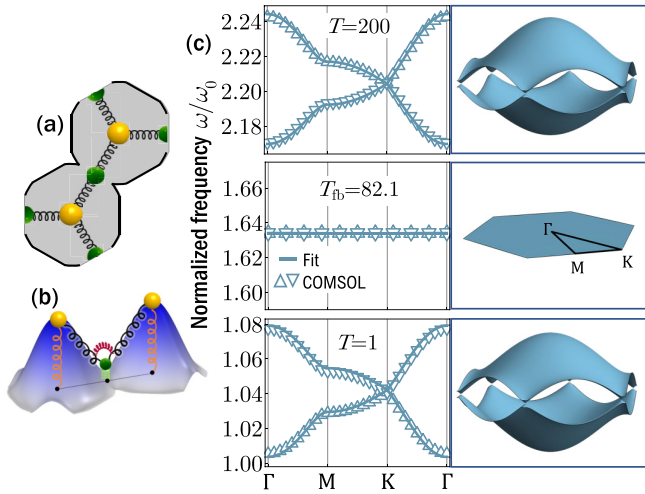 (a)
(b)
(c)
Normalized frequency ω/ω₀
2.24
2.22
2.20
2.18
T=200
1.66
1.64
1.62
1.60
T_fb=82.1
Fit
COMSOL
1.08
1.06
1.04
1.02
1.00
T=1
Γ M K Γ
Γ
M K